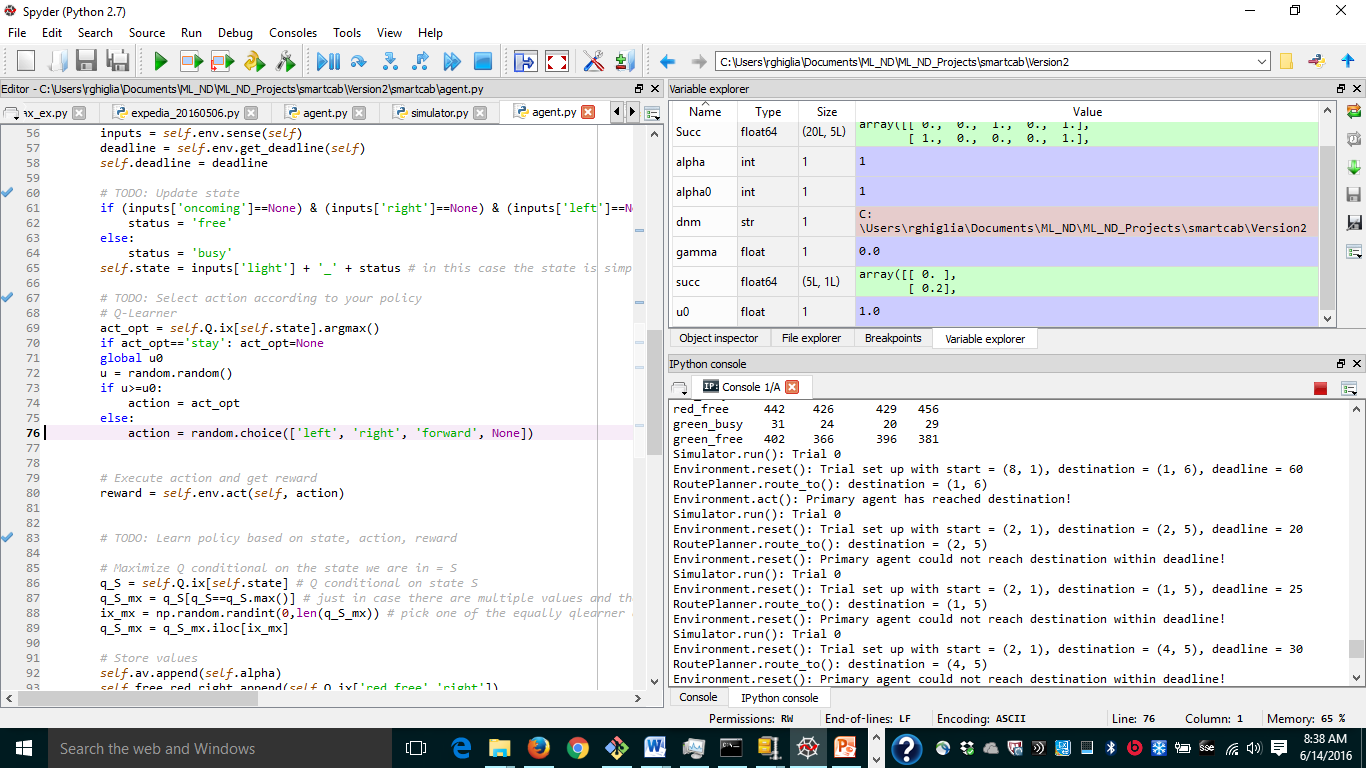 Spyder (Python 2.7)
File Edit Search Source Run Debug Consoles Tools View Help
C:\Users\rghiglia\Documents\ML_ND\ML_ND_Projects\smartcab\Version2
Editor - C:\Users\rghiglia\Documents\ML_ND\ML_ND_Projects\smartcab\Version2\smartcab\agent.py
ax_ex.py expedia_20160506.py agent.py simulator.py agent.py
56 inputs = self.env.sense(self)
57 deadline = self.env.get_deadline(self)
58 self.deadline = deadline
59
60 # TODO: Update state
61 if (inputs['oncoming']==None) & (inputs['right']==None) & (inputs['left']==N
62 status = 'free'
63 else:
64 status = 'busy'
65 self.state = inputs['light'] + '_' + status # in this case the state is simp
66
67 # TODO: Select action according to your policy
68 # Q-Learner
69 act_opt = self.Q.ix[self.state].argmax()
70 if act_opt=='stay': act_opt=None
71 global u0
72 u = random.random()
73 if u>=u0:
74 action = act_opt
75 else:
76 action = random.choice(['left', 'right', 'forward', None])
77
78
79 # Execute action and get reward
80 reward = self.env.act(self, action)
81
82
83 # TODO: Learn policy based on state, action, reward
84
85 # Maximize Q conditional on the state we are in = S
86 q_S = self.Q.ix[self.state] # Q conditional on state S
87 q_S_mx = q_S[q_S==q_S.max()] # just in case there are multiple values and th
88 ix_mx = np.random.randint(0,len(q_S_mx)) # pick one of the equally qlearner
89 q_S_mx = q_S_mx.iloc[ix_mx]
90
91 # Store values
92 self.av.append(self.alpha)
93 self.free_red_right.append(self.Q.ix['red_free','right'])
Variable explorer
Name Type Size Value
Succ float64 (20L, 5L) array([[ 0., 0., 1., 0., 1.],
[ 1., 0., 0., 0., 1.],
alpha int 1 1
alpha0 int 1 1
dnm str 1 C:
\Users\rghiglia\Documents\ML_ND\ML_ND_Projects\smartcab\Version2
gamma float 1 0.0
succ float64 (5L, 1L) array([[ 0. ],
[ 0.2],
u0 float 1 1.0
Object inspector File explorer Breakpoints Variable explorer
IPython console
IP: Console 1/A
red_free 442 426 429 456
green_busy 31 24 20 29
green_free 402 366 396 381
Simulator.run(): Trial 0
Environment.reset(): Trial set up with start = (8, 1), destination = (1, 6), deadline = 60
RoutePlanner.route_to(): destination = (1, 6)
Environment.act(): Primary agent has reached destination!
Simulator.run(): Trial 0
Environment.reset(): Trial set up with start = (2, 1), destination = (2, 5), deadline = 20
RoutePlanner.route_to(): destination = (2, 5)
Environment.reset(): Primary agent could not reach destination within deadline!
Simulator.run(): Trial 0
Environment.reset(): Trial set up with start = (2, 1), destination = (1, 5), deadline = 25
RoutePlanner.route_to(): destination = (1, 5)
Environment.reset(): Primary agent could not reach destination within deadline!
Simulator.run(): Trial 0
Environment.reset(): Trial set up with start = (2, 1), destination = (4, 5), deadline = 30
RoutePlanner.route_to(): destination = (4, 5)
Environment.reset(): Primary agent could not reach destination within deadline!
Console IPython console
Permissions: RW End-of-lines: LF Encoding: ASCII Line: 76 Column: 1 Memory: 65 %
Search the web and Windows
8:38 AM
6/14/2016